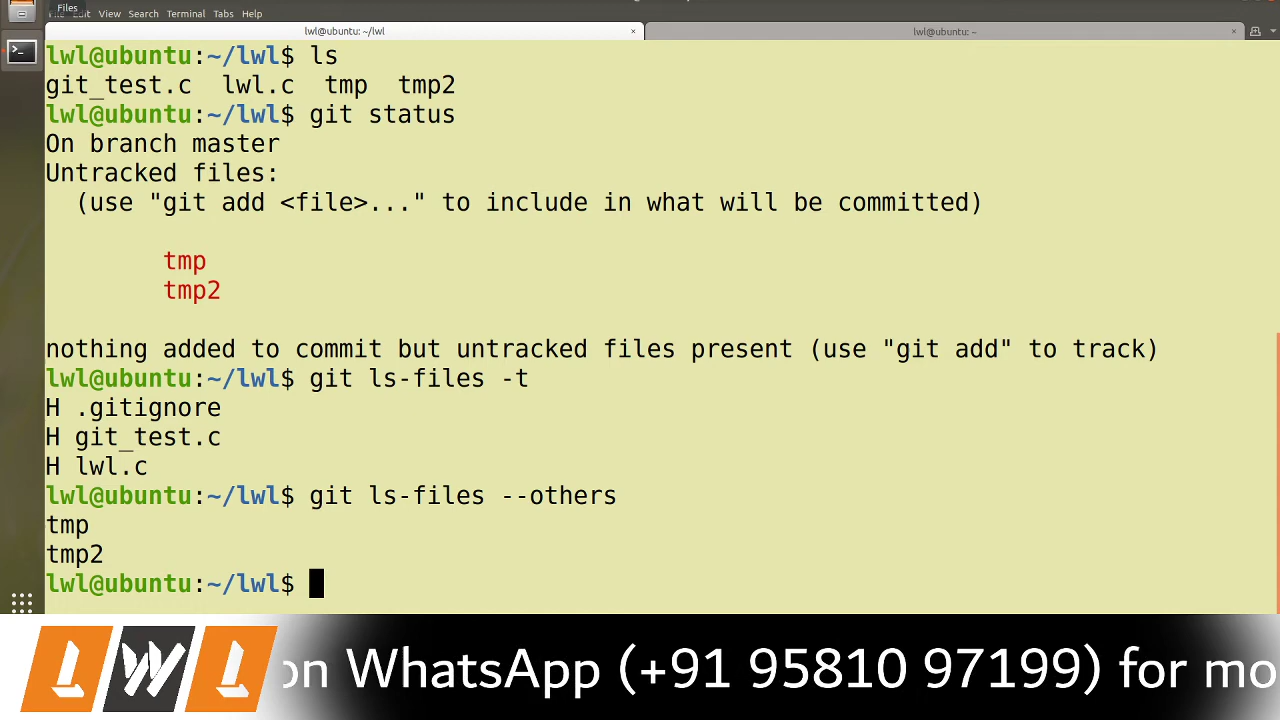 Files
File Edit View Search Terminal Tabs Help
lwl@ubuntu: ~/lwl × lwl@ubuntu: ~ ×
lwl@ubuntu:~/lwl$ ls
git_test.c lwl.c tmp tmp2
lwl@ubuntu:~/lwl$ git status
On branch master
Untracked files:
(use "git add <file>..." to include in what will be committed)
tmp
tmp2
nothing added to commit but untracked files present (use "git add" to track)
lwl@ubuntu:~/lwl$ git ls-files -t
H .gitignore
H git_test.c
H lwl.c
lwl@ubuntu:~/lwl$ git ls-files --others
tmp
tmp2
lwl@ubuntu:~/lwl$
LWL on WhatsApp (+91 95810 97199) for mo